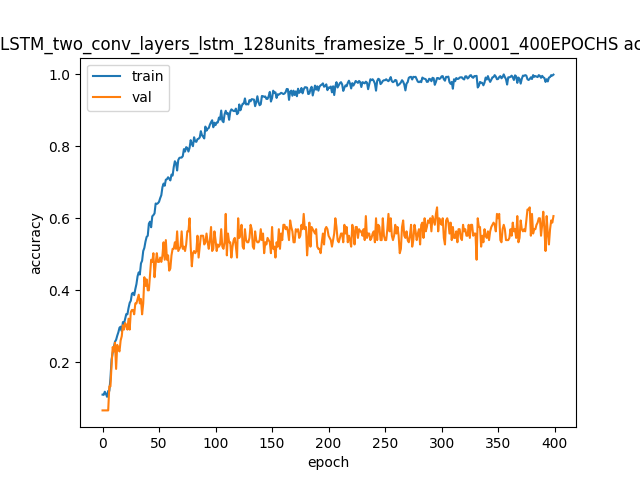 LSTM_two_conv_layers_lstm_128units_framesize_5_lr_0.0001_400EPOCHS ac
train
val
1.0
0.8
0.6
0.4
0.2
accuracy
0 50 100 150 200 250 300 350 400
epoch